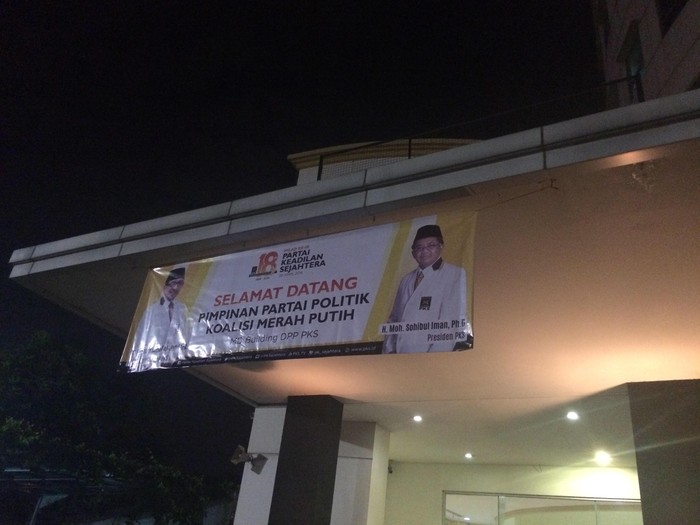 18
PARTAI
KEADILAN
SEJAHTERA
SELAMAT DATANG
PIMPINAN PARTAI POLITIK
KOALISI MERAH PUTIH
MD Building DPP PKS
H. Moh. Sohibul Iman, Ph.D
Presiden PKS